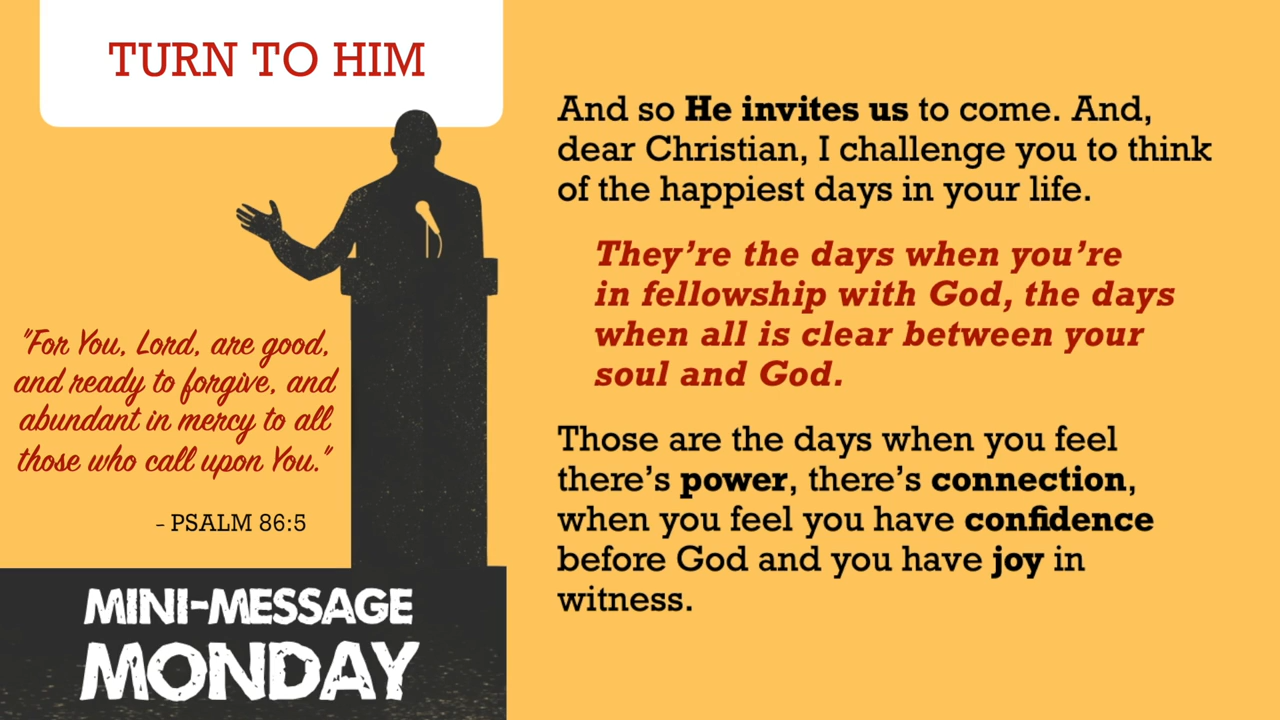 TURN TO HIM
"For You, Lord, are good,
and ready to forgive, and
abundant in mercy to all
those who call upon You."
– PSALM 86:5
MINI-MESSAGE
MONDAY
And so He invites us to come. And,
dear Christian, I challenge you to think
of the happiest days in your life.
They’re the days when you’re
in fellowship with God, the days
when all is clear between your
soul and God.
Those are the days when you feel
there’s power, there’s connection,
when you feel you have confidence
before God and you have joy in
witness.